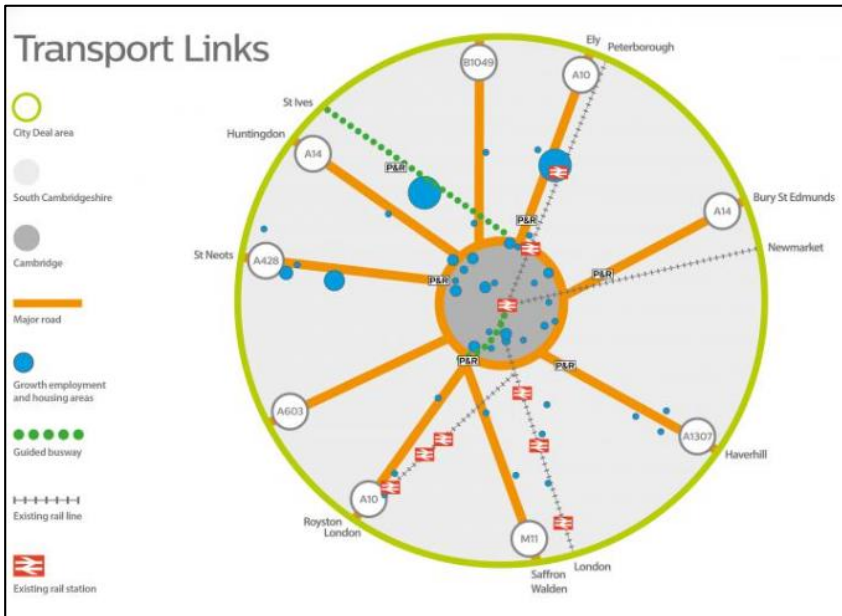 Transport Links
City Deal area
South Cambridgeshire
Cambridge
Major road
Growth employment
and housing areas
Guided busway
Existing rail line
Existing rail station
Ely
Peterborough
B1049
A10
St Ives
Huntingdon
A14
P&R
P&R
Bury St Edmunds
A14
Newmarket
St Neots
A428
P&R
P&R
P&R
P&R
A603
A1307
Haverhill
A10
Royston
London
M11
Saffron
Walden
London